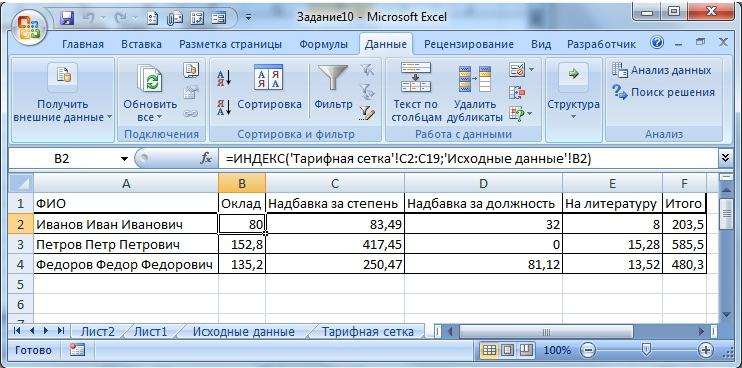 Задание10 - Microsoft Excel
Главная Вставка Разметка страницы Формулы Данные Рецензирование Вид Разработчик
Получить внешние данные
Обновить все
Подключения
Сортировка
Фильтр
Сортировка и фильтр
Текст по столбцам
Удалить дубликаты
Работа с данными
Структура
Анализ данных
Поиск решения
Анализ
B2 fx =ИНДЕКС('Тарифная сетка'!C2:C19;'Исходные данные'!B2)
A B C D E F
1 ФИО Оклад Надбавка за степень Надбавка за должность На литературу Итого
2 Иванов Иван Иванович 80 83,49 32 8 203,5
3 Петров Петр Петрович 152,8 417,45 0 15,28 585,5
4 Федоров Федор Федорович 135,2 250,47 81,12 13,52 480,3
5
6
Лист2 Лист1 Исходные данные Тарифная сетка
Готово 100%